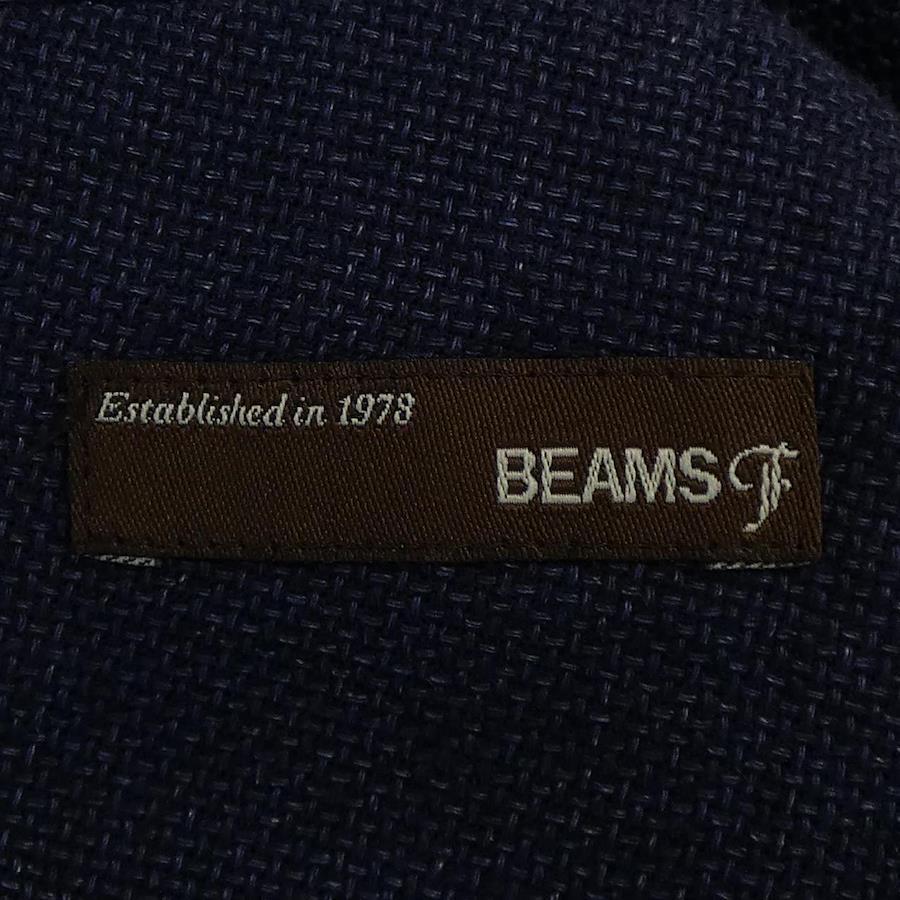 Established in 1978
BEAMS F